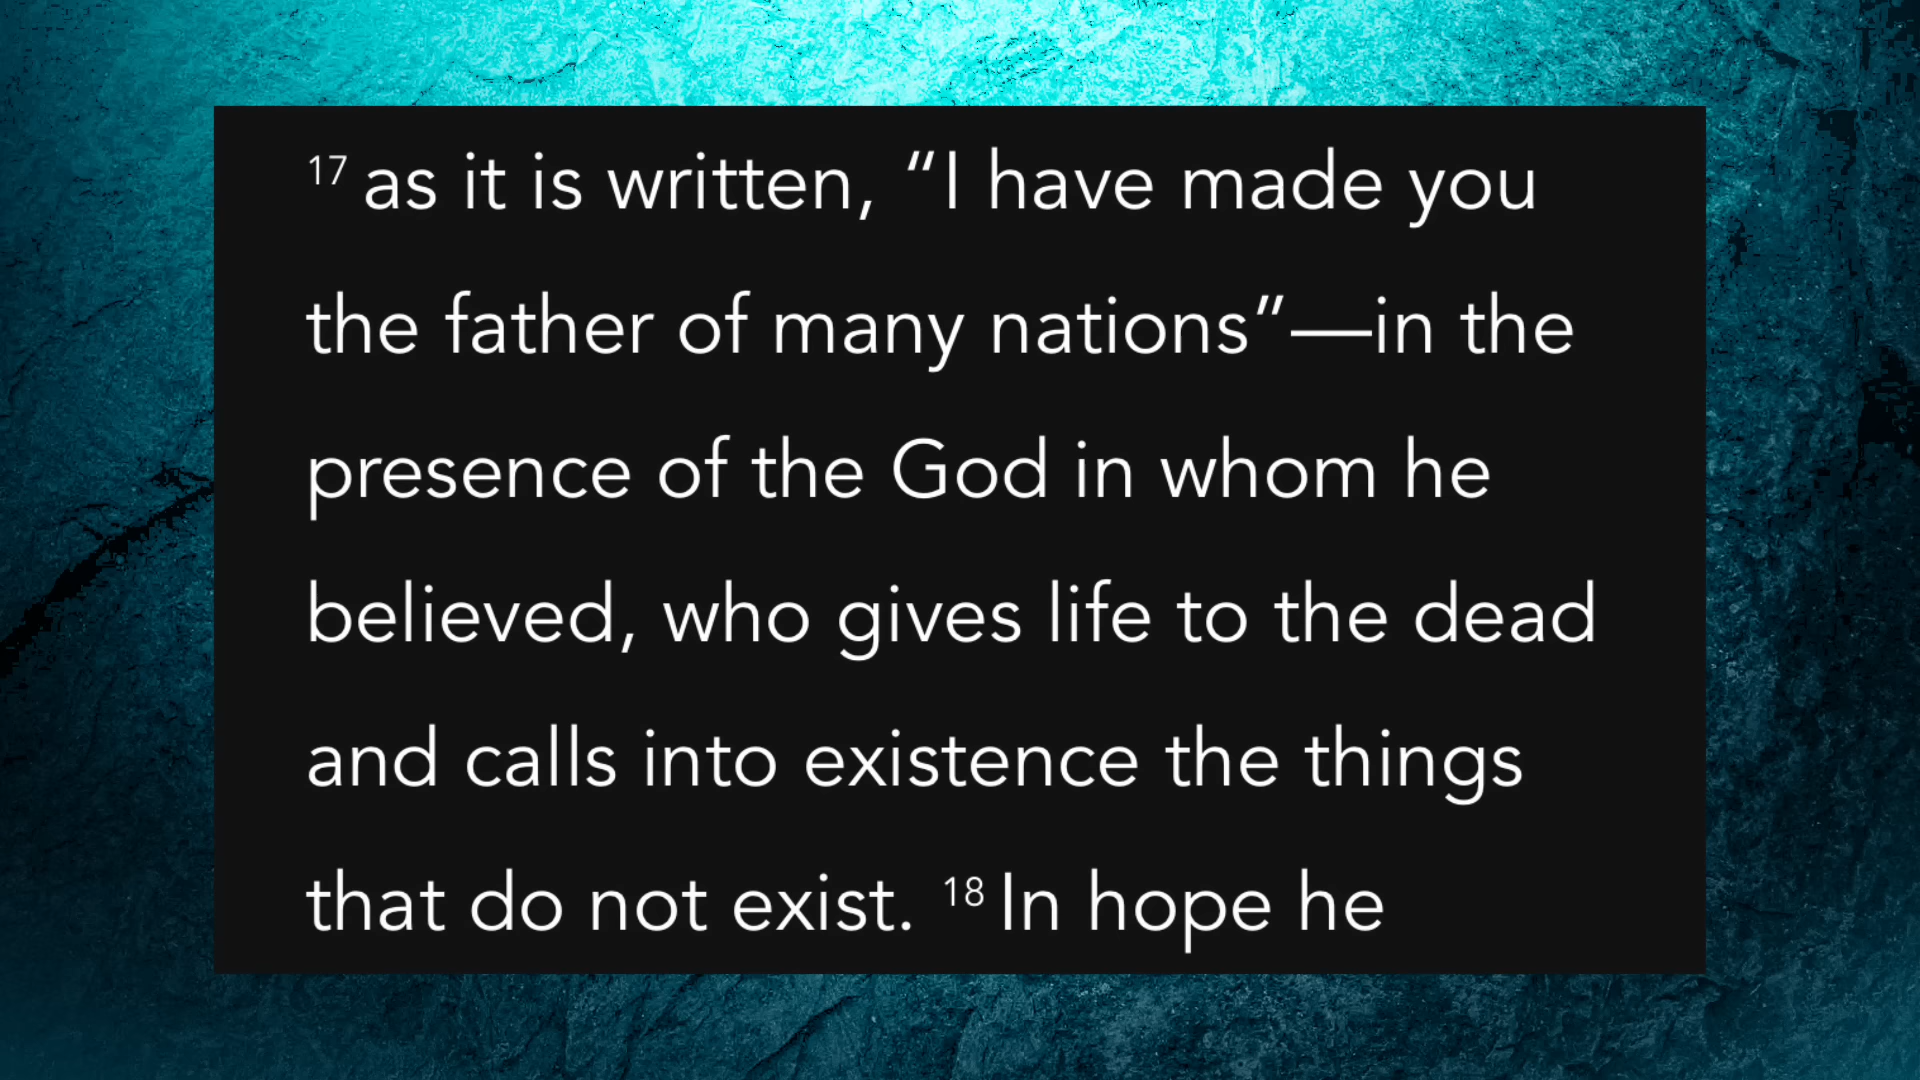 17 as it is written, “I have made you
the father of many nations”—in the
presence of the God in whom he
believed, who gives life to the dead
and calls into existence the things
that do not exist. 18 In hope he